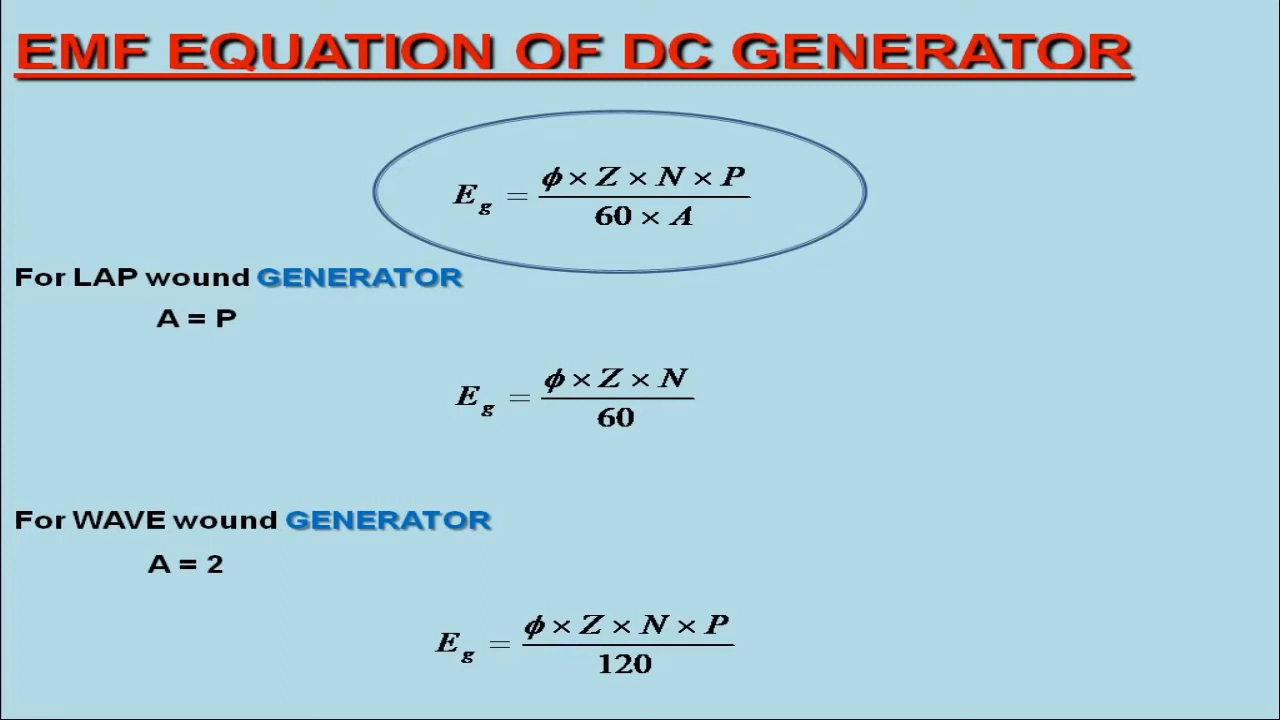 EMF EQUATION OF DC GENERATOR
E_g = (ϕ × Z × N × P) / (60 × A)
For LAP wound GENERATOR
A = P
E_g = (ϕ × Z × N) / 60
For WAVE wound GENERATOR
A = 2
E_g = (ϕ × Z × N × P) / 120